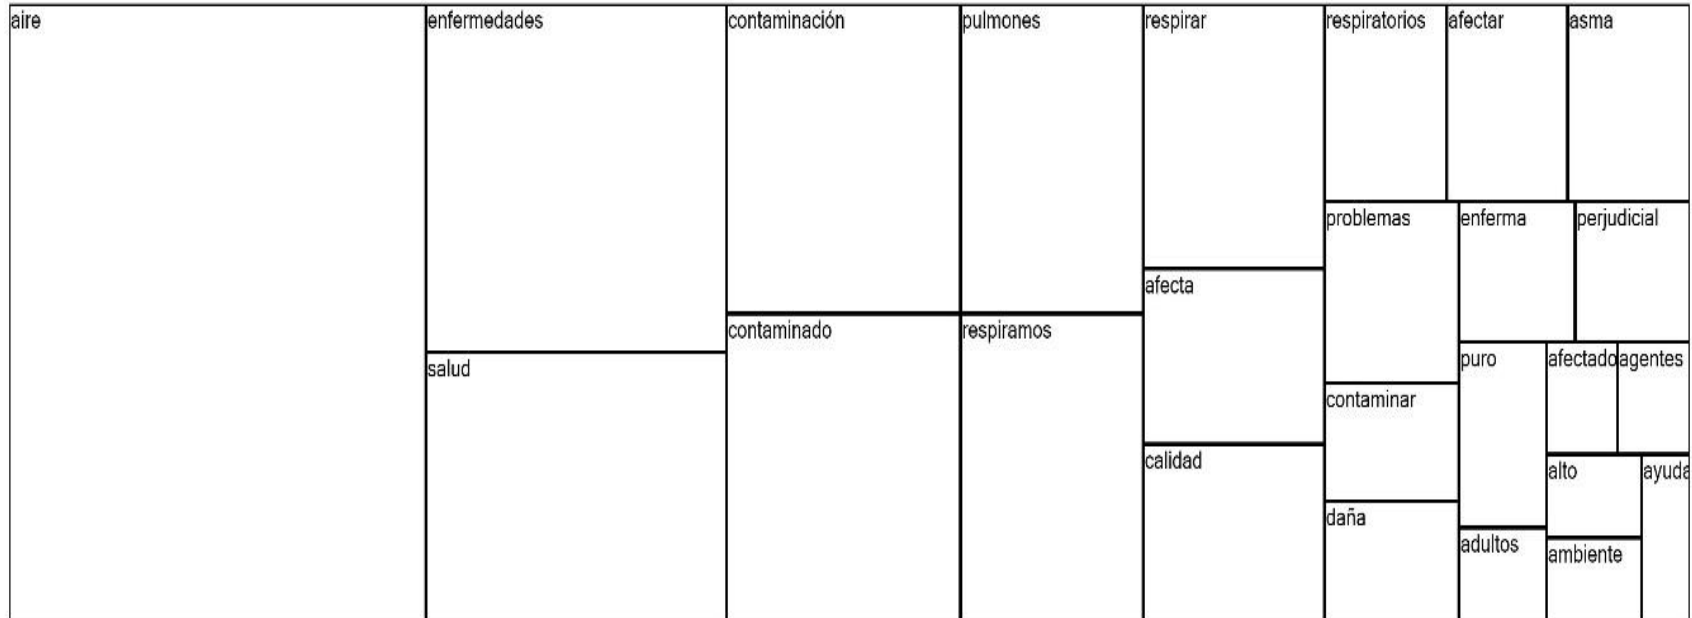 aire
enfermedades
contaminación
pulmones
respirar
respiratorios
afectar
asma
problemas
enferma
perjudicial
afecta
contaminado
respiramos
salud
puro
afectado
agentes
contaminar
calidad
alto
ayuda
daña
adultos
ambiente